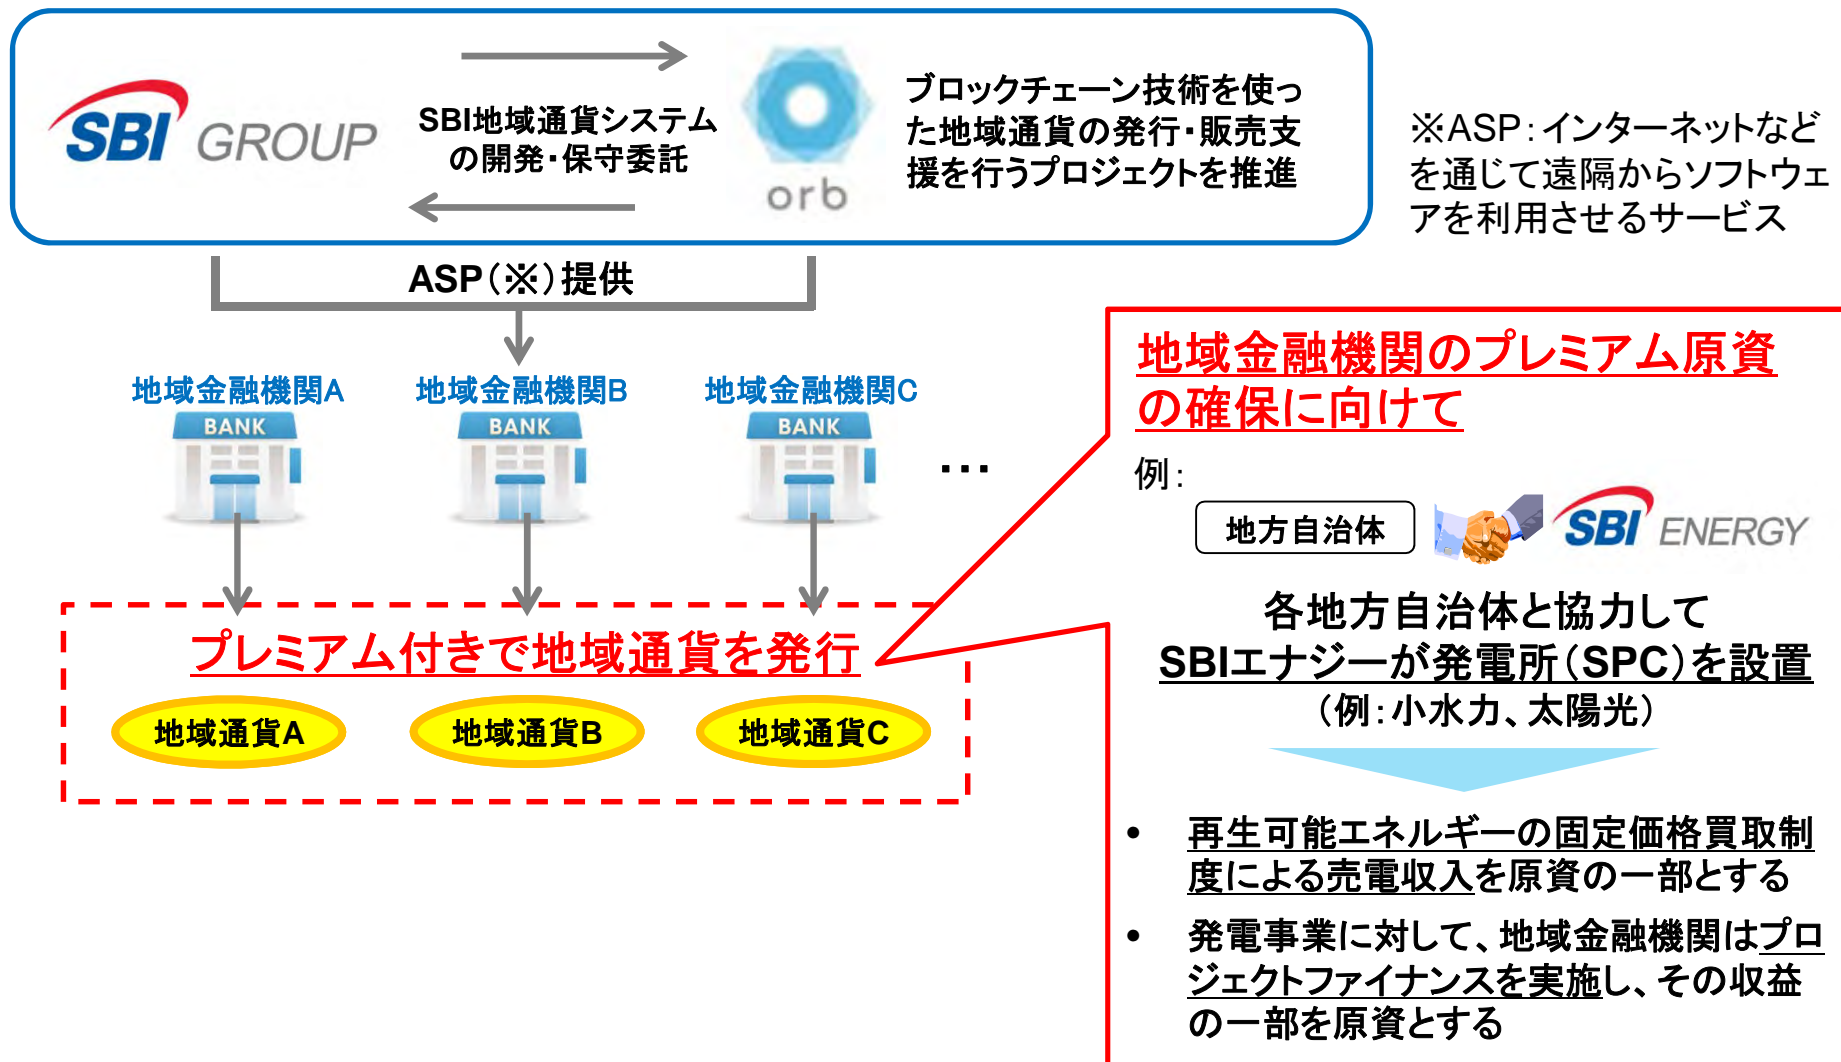 SBI GROUP
SBI地域通貨システム
の開発・保守委託
orb
ブロックチェーン技術を使っ
た地域通貨の発行・販売支
援を行うプロジェクトを推進
※ASP：インターネットなど
を通じて遠隔からソフトウェ
アを利用させるサービス
ASP（※）提供
地域金融機関A
地域金融機関B
地域金融機関C
BANK
BANK
BANK
…
プレミアム付きで地域通貨を発行
地域通貨A
地域通貨B
地域通貨C
地域金融機関のプレミアム原資
の確保に向けて
例：
地方自治体
SBI ENERGY
各地方自治体と協力して
SBIエナジーが発電所（SPC）を設置
（例：小水力、太陽光）
• 再生可能エネルギーの固定価格買取制
度による売電収入を原資の一部とする
• 発電事業に対して、地域金融機関はプロ
ジェクトファイナンスを実施し、その収益
の一部を原資とする